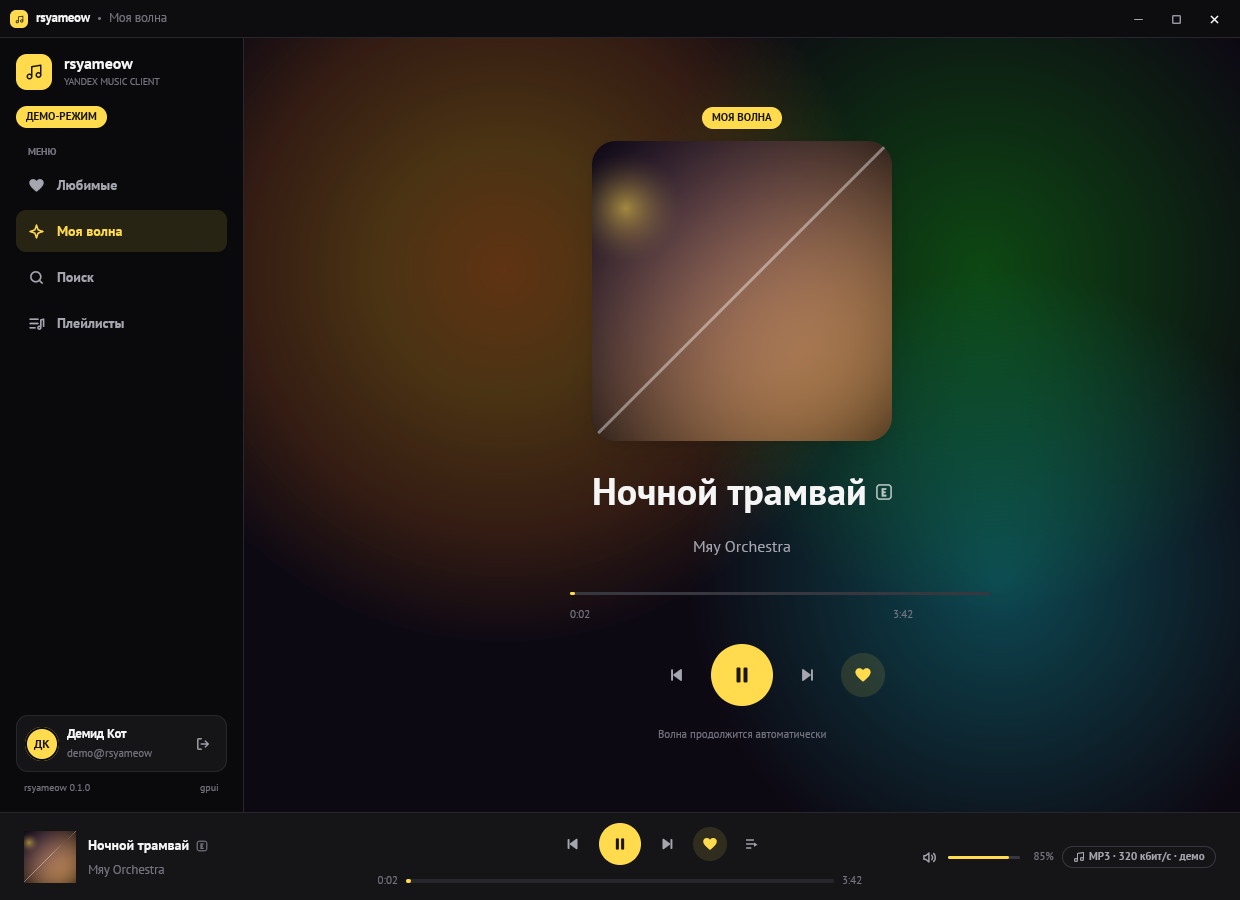 rsyameow • Моя волна
rsyameow
YANDEX MUSIC CLIENT
ДЕМО-РЕЖИМ
МЕНЮ
Любимые
Моя волна
Поиск
Плейлисты
Демид Кот
ДК
demo@rsyameow
rsyameow 0.1.0 gpui
МОЯ ВОЛНА
Ночной трамвай E
Мяу Orchestra
0:02 3:42
Волна продолжится автоматически
Ночной трамвай E
Мяу Orchestra
0:02 3:42
85% MP3 · 320 кбит/с · демо